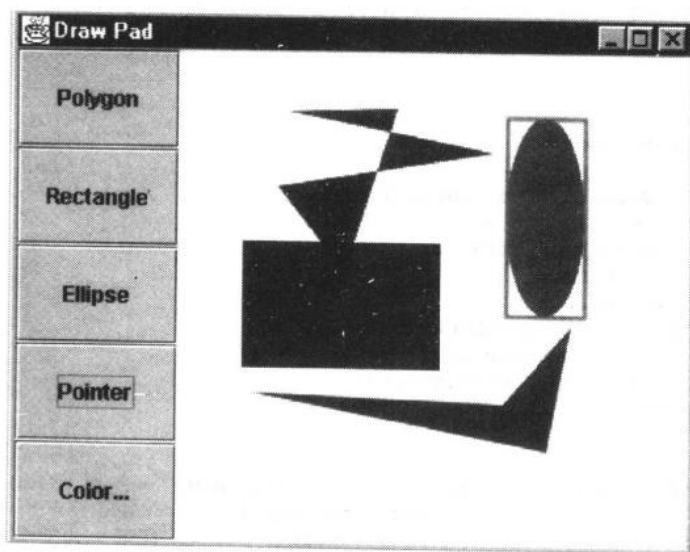 Draw Pad
Polygon
Rectangle
Ellipse
Pointer
Color...